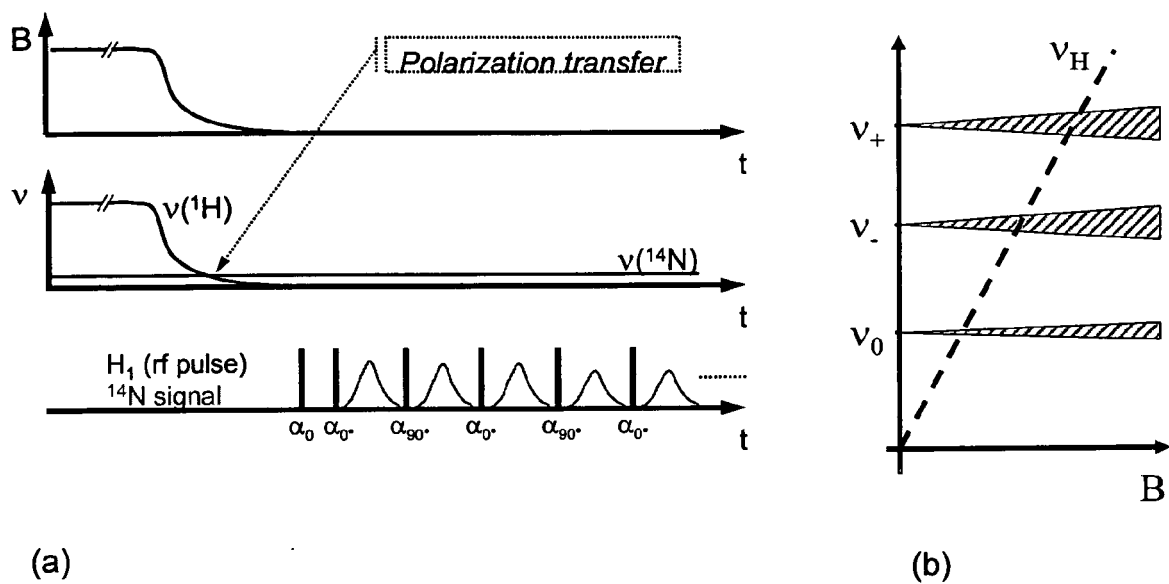 B
Polarization transfer
t
ν
ν(¹H)
ν(¹⁴N)
t
H₁ (rf pulse)
¹⁴N signal
α₀ α₀° α₉₀° α₀° α₉₀° α₀°
t
(a)
ν_H
ν₊
ν₋
ν₀
B
(b)